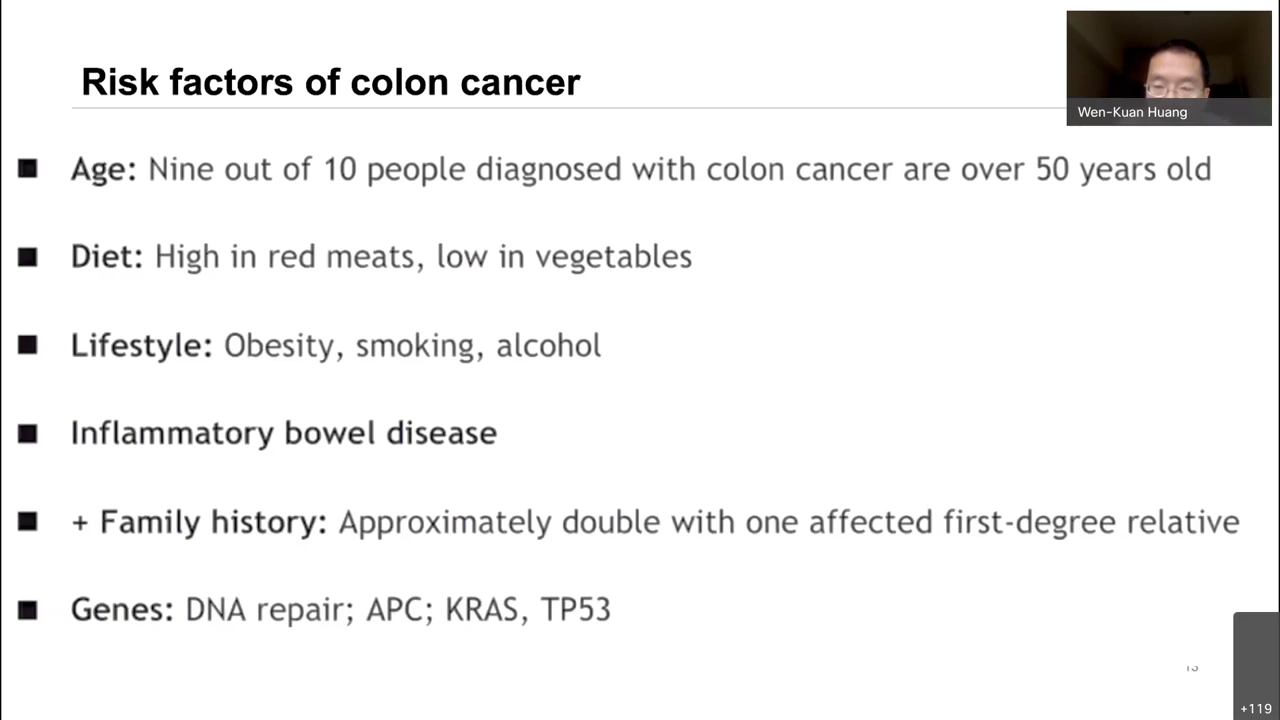 Risk factors of colon cancer
Wen-Kuan Huang
Age: Nine out of 10 people diagnosed with colon cancer are over 50 years old
Diet: High in red meats, low in vegetables
Lifestyle: Obesity, smoking, alcohol
Inflammatory bowel disease
+ Family history: Approximately double with one affected first-degree relative
Genes: DNA repair; APC; KRAS, TP53
+119